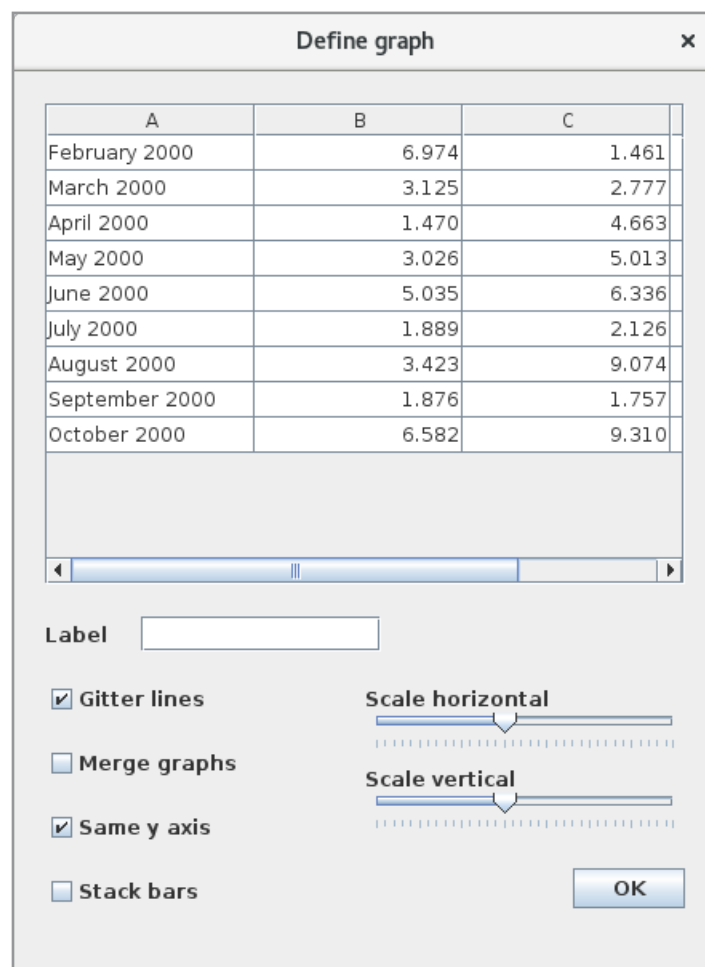 Define graph ×
A B C
February 2000 6.974 1.461
March 2000 3.125 2.777
April 2000 1.470 4.663
May 2000 3.026 5.013
June 2000 5.035 6.336
July 2000 1.889 2.126
August 2000 3.423 9.074
September 2000 1.876 1.757
October 2000 6.582 9.310
Label
Gitter lines
Scale horizontal
Merge graphs
Scale vertical
Same y axis
Stack bars
OK